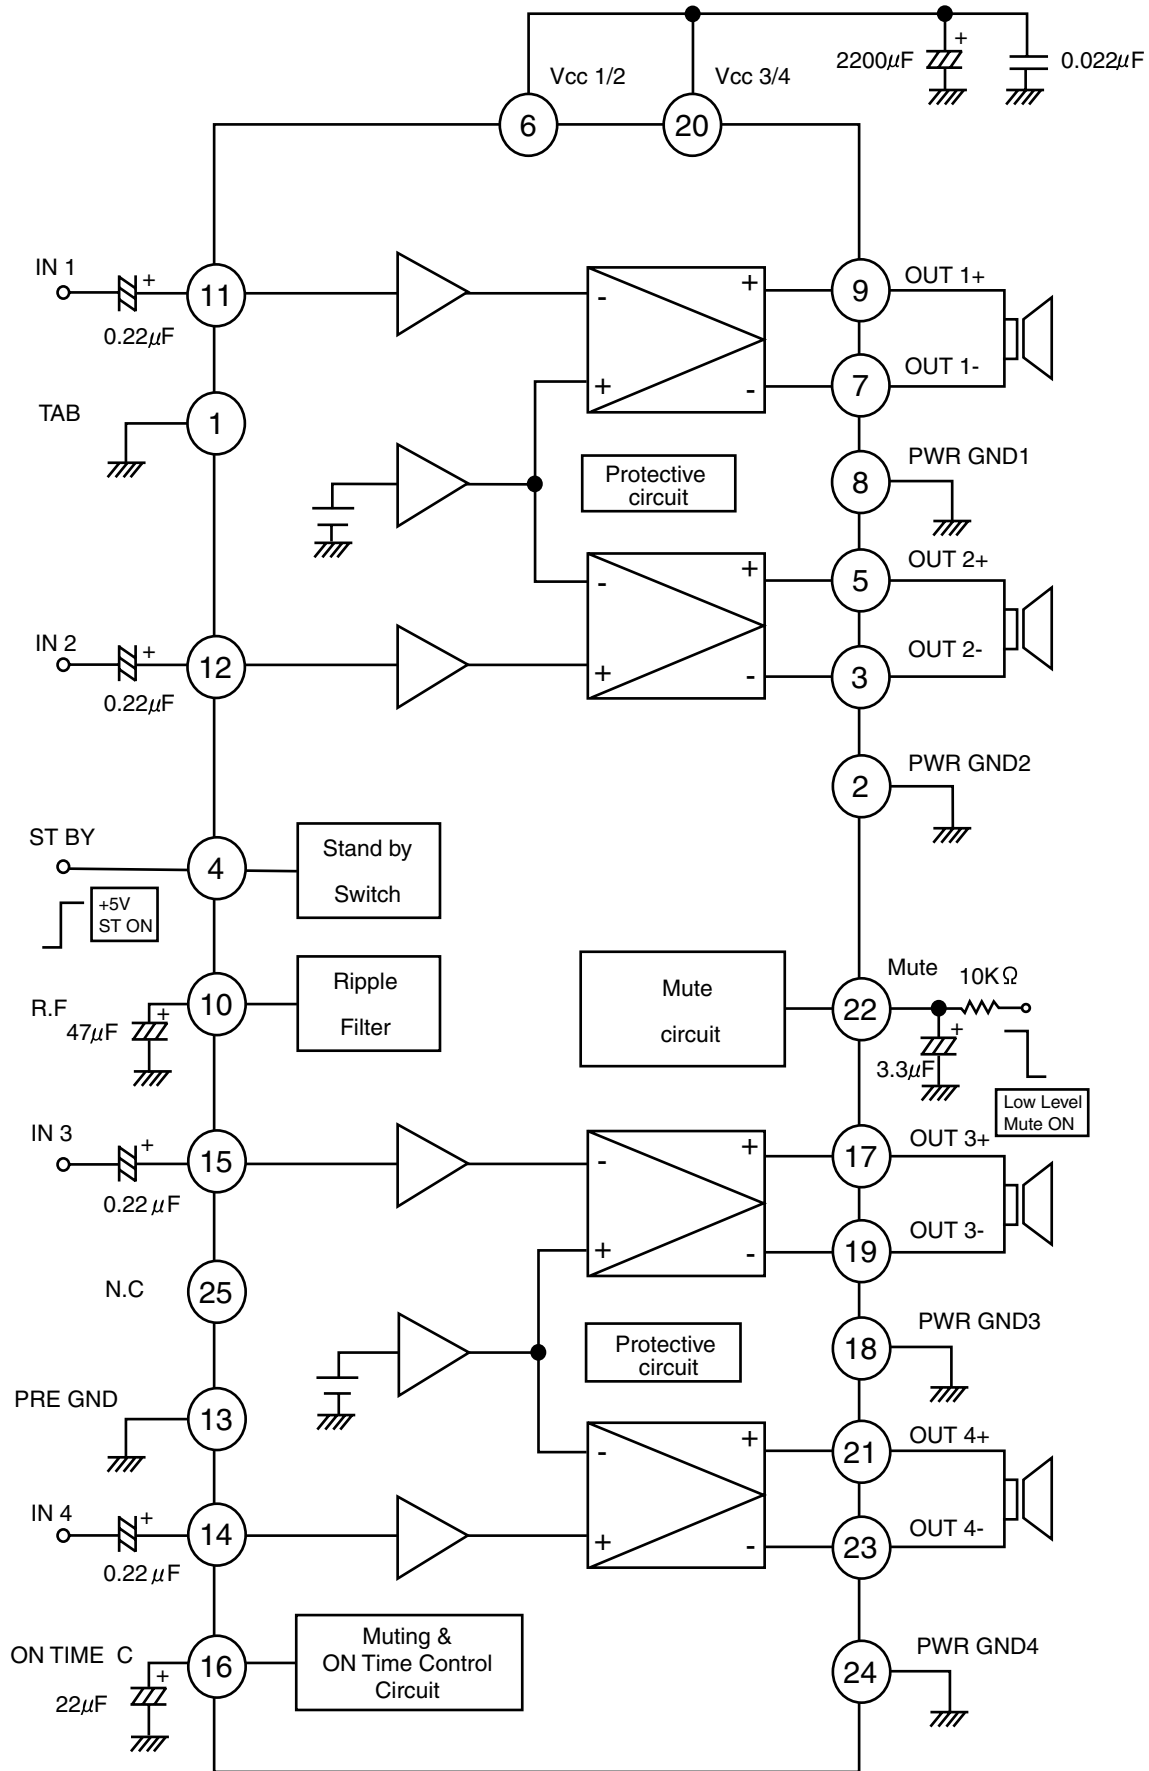 2200μF
+
0.022μF
Vcc 1/2
Vcc 3/4
6
20
IN 1
+
0.22μF
11
-
+
+
-
9
OUT 1+
7
OUT 1-
TAB
1
Protective
circuit
8
PWR GND1
IN 2
+
0.22μF
12
-
+
+
-
5
OUT 2+
3
OUT 2-
2
PWR GND2
ST BY
4
+5V
ST ON
Stand by
Switch
R.F
47μF
+
10
Ripple
Filter
Mute
circuit
22
Mute
10KΩ
+
3.3μF
Low Level
Mute ON
IN 3
+
0.22 μF
15
-
+
+
-
17
OUT 3+
19
OUT 3-
N.C
25
Protective
circuit
18
PWR GND3
PRE GND
13
IN 4
+
0.22 μF
14
-
+
+
-
21
OUT 4+
23
OUT 4-
ON TIME C
+
22μF
16
Muting &
ON Time Control
Circuit
24
PWR GND4